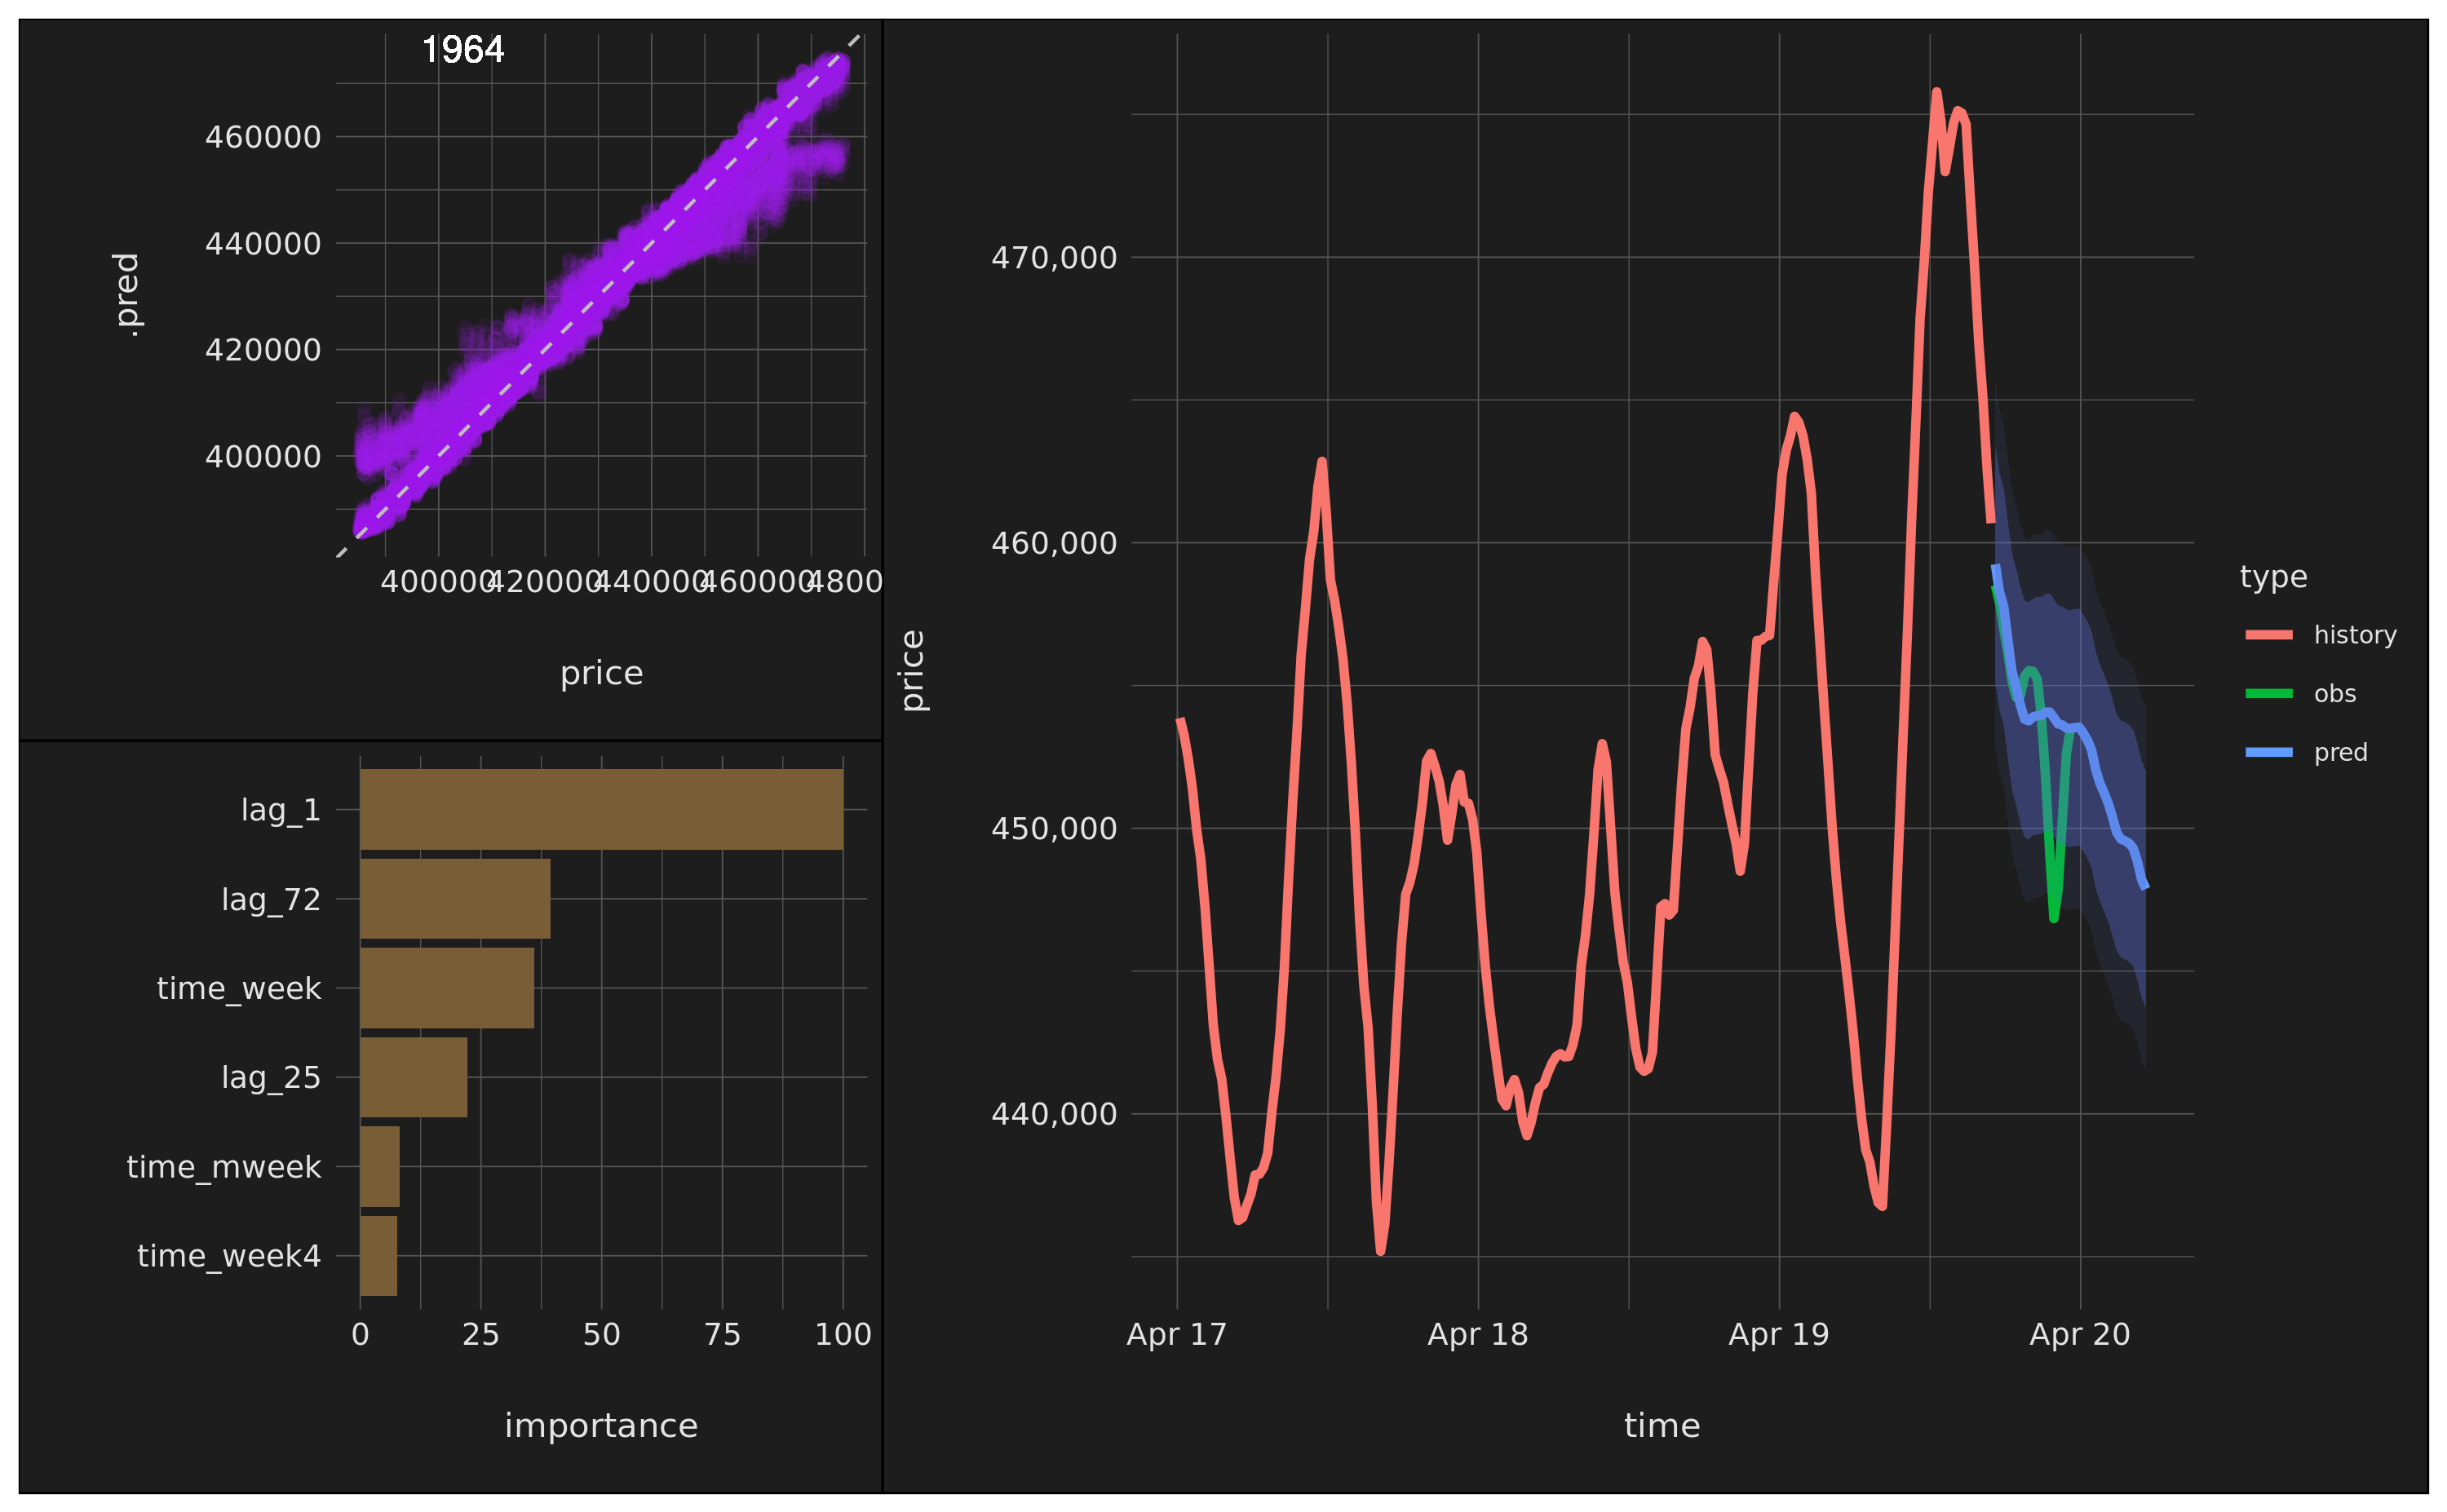 1964
.pred
460000
440000
420000
400000
400000 420000 440000 460000 4800
price
lag_1
lag_72
time_week
lag_25
time_mweek
time_week4
0 25 50 75 100
importance
price
470,000
460,000
450,000
440,000
Apr 17 Apr 18 Apr 19 Apr 20
time
type
history
obs
pred